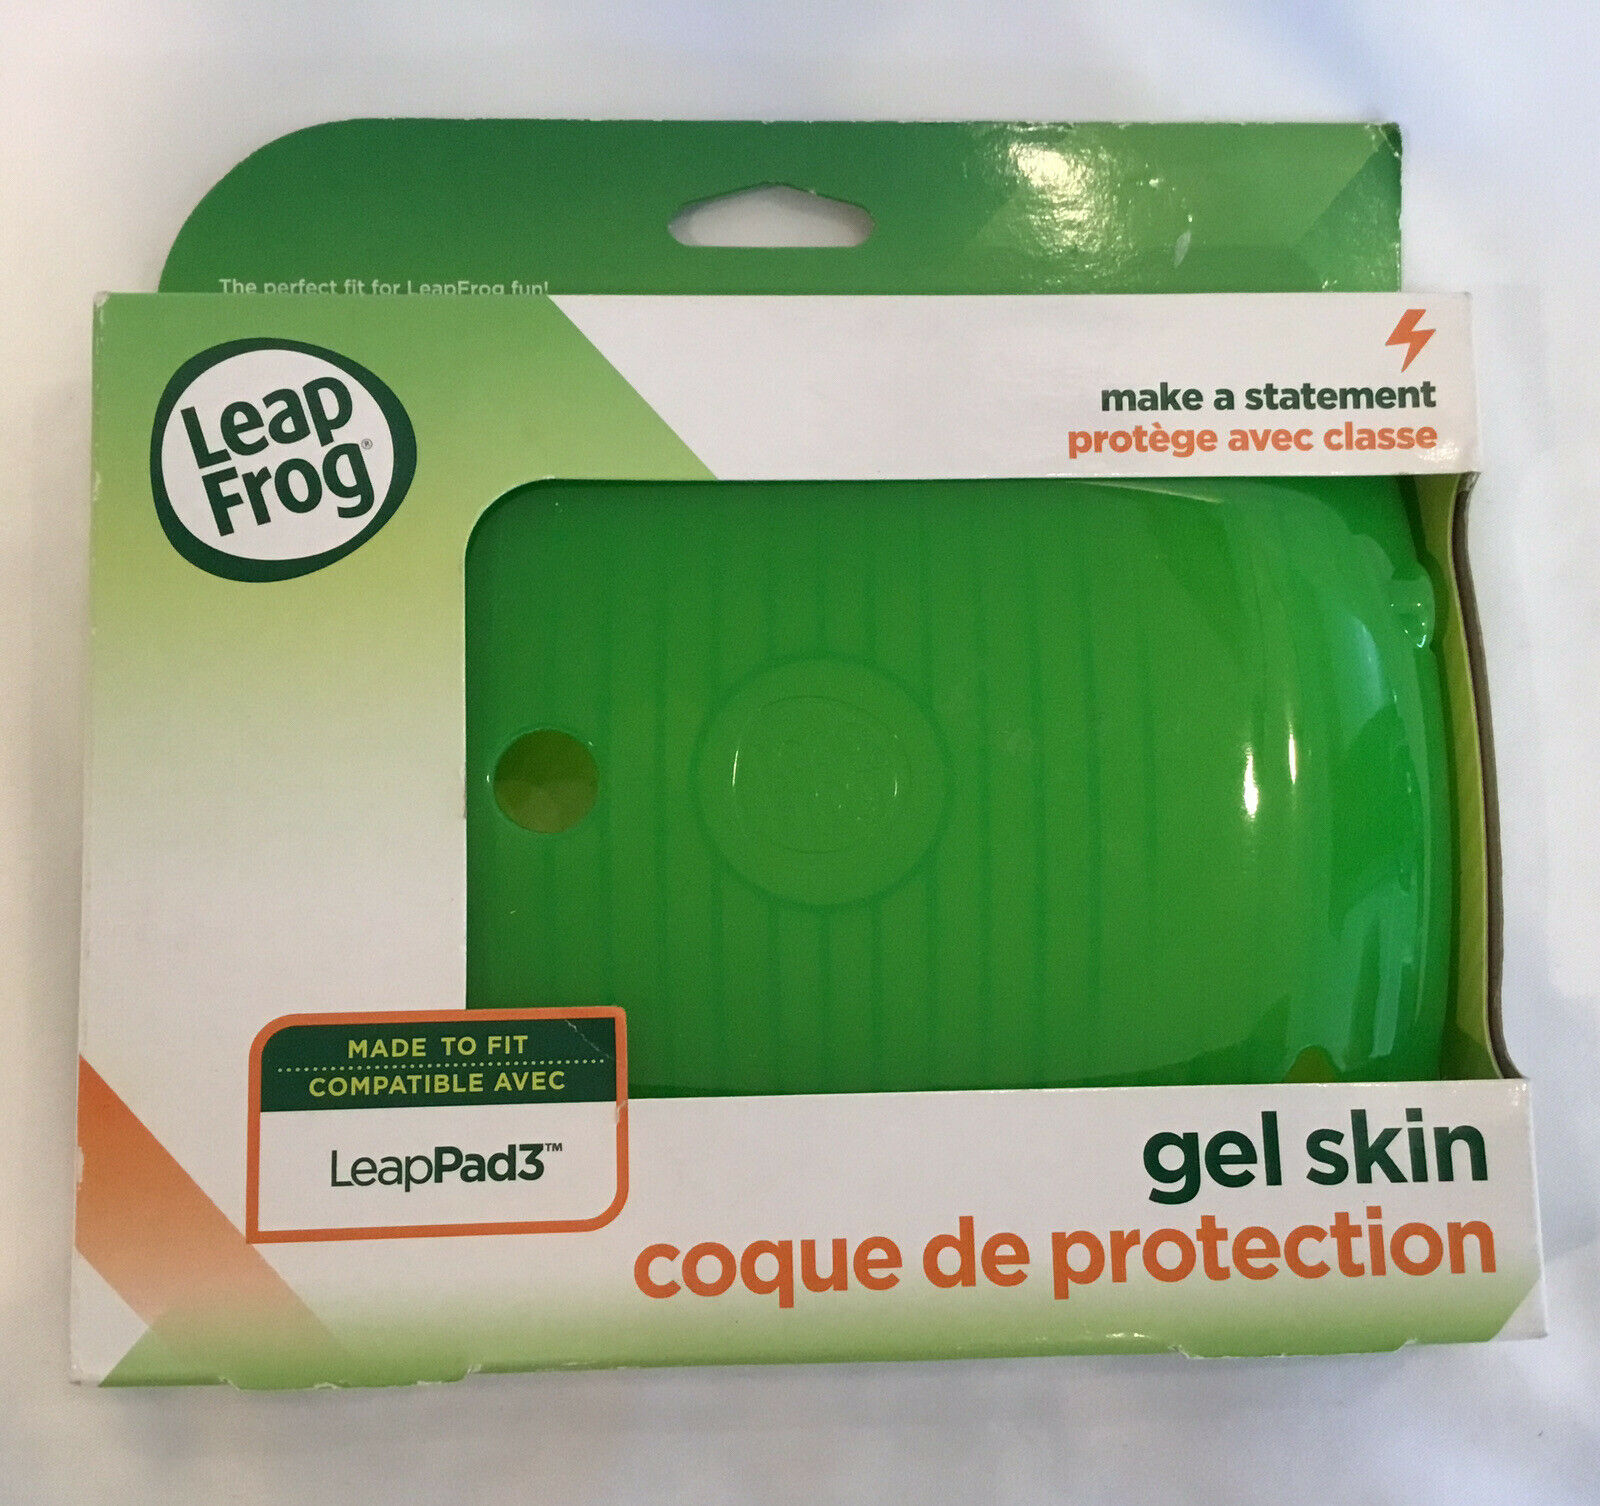 The perfect fit for LeapFrog fun!
Leap
Frog®
make a statement
protège avec classe
MADE TO FIT
COMPATIBLE AVEC
LeapPad3™
gel skin
coque de protection